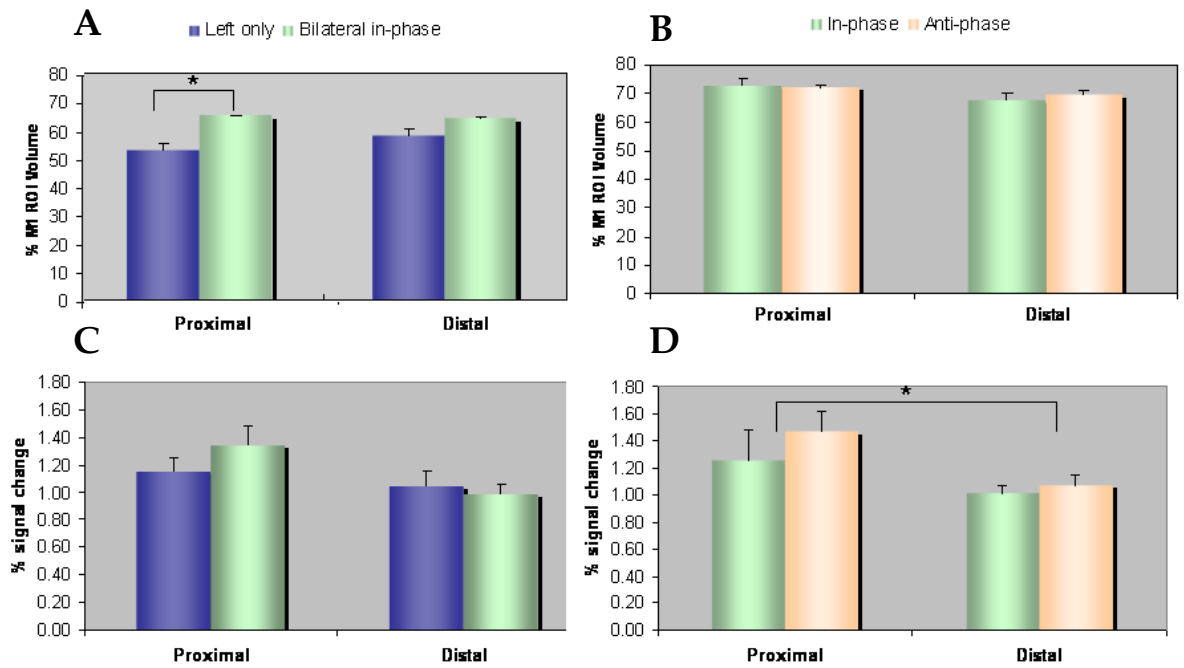 A
Left only Bilateral in-phase
80
70
60
50
40
30
20
10
0
% M1 ROI Volume
*
Proximal Distal
B
In-phase Anti-phase
80
70
60
50
40
30
20
10
0
% M1 ROI Volume
Proximal Distal
C
1.80
1.60
1.40
1.20
1.00
0.80
0.60
0.40
0.20
0.00
% signal change
Proximal Distal
D
1.80
1.60
1.40
1.20
1.00
0.80
0.60
0.40
0.20
0.00
% signal change
*
Proximal Distal